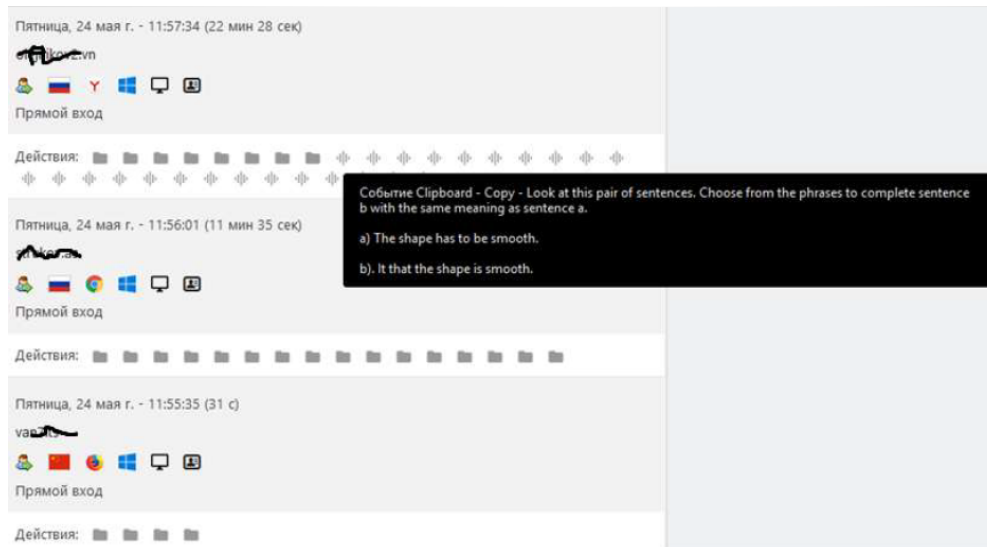 Пятница, 24 мая г. - 11:57:34 (22 мин 28 сек)
Прямой вход
Действия:
Событие Clipboard - Copy - Look at this pair of sentences. Choose from the phrases to complete sentence
b with the same meaning as sentence a.
a) The shape has to be smooth.
b). It that the shape is smooth.
Пятница, 24 мая г. - 11:56:01 (11 мин 35 сек)
Прямой вход
Действия:
Пятница, 24 мая г. - 11:55:35 (31 с)
Прямой вход
Действия: